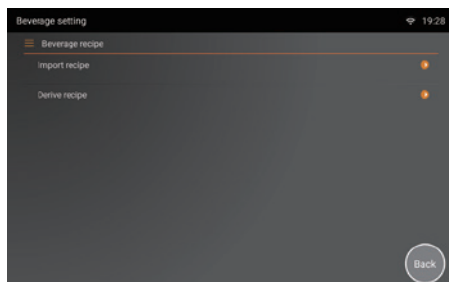 Beverage setting 19:28
Beverage recipe
Import recipe
Derive recipe
Back